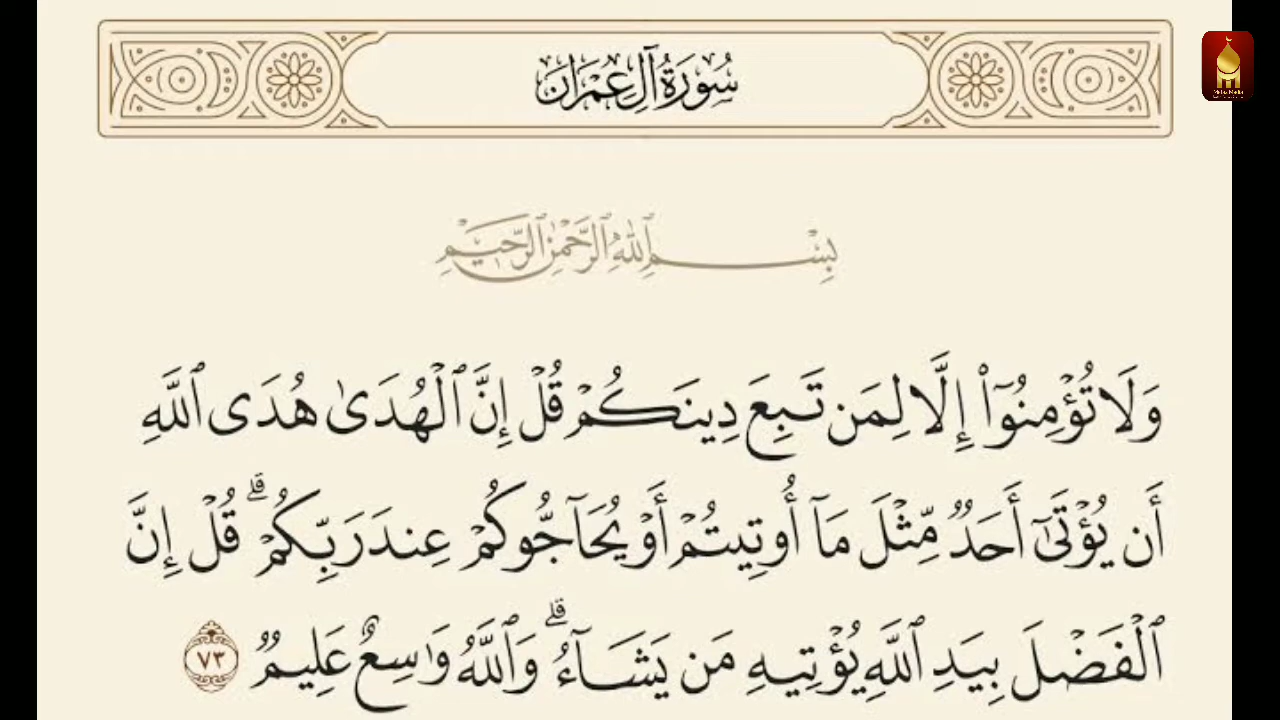 سُورَةُ آلِ عِمْرَانَ
بِسْمِ ٱللَّهِ ٱلرَّحْمَٰنِ ٱلرَّحِيمِ
وَلَا تُؤْمِنُوٓا۟ إِلَّا لِمَن تَبِعَ دِينَكُمْ قُلْ إِنَّ ٱلْهُدَىٰ هُدَى ٱللَّهِ
أَن يُؤْتَىٰٓ أَحَدٌ مِّثْلَ مَآ أُوتِيتُمْ أَوْ يُحَآجُّوكُمْ عِندَ رَبِّكُمْ ۗ قُلْ إِنَّ
ٱلْفَضْلَ بِيَدِ ٱللَّهِ يُؤْتِيهِ مَن يَشَآءُ ۗ وَٱللَّهُ وَٰسِعٌ عَلِيمٌ ٧٣